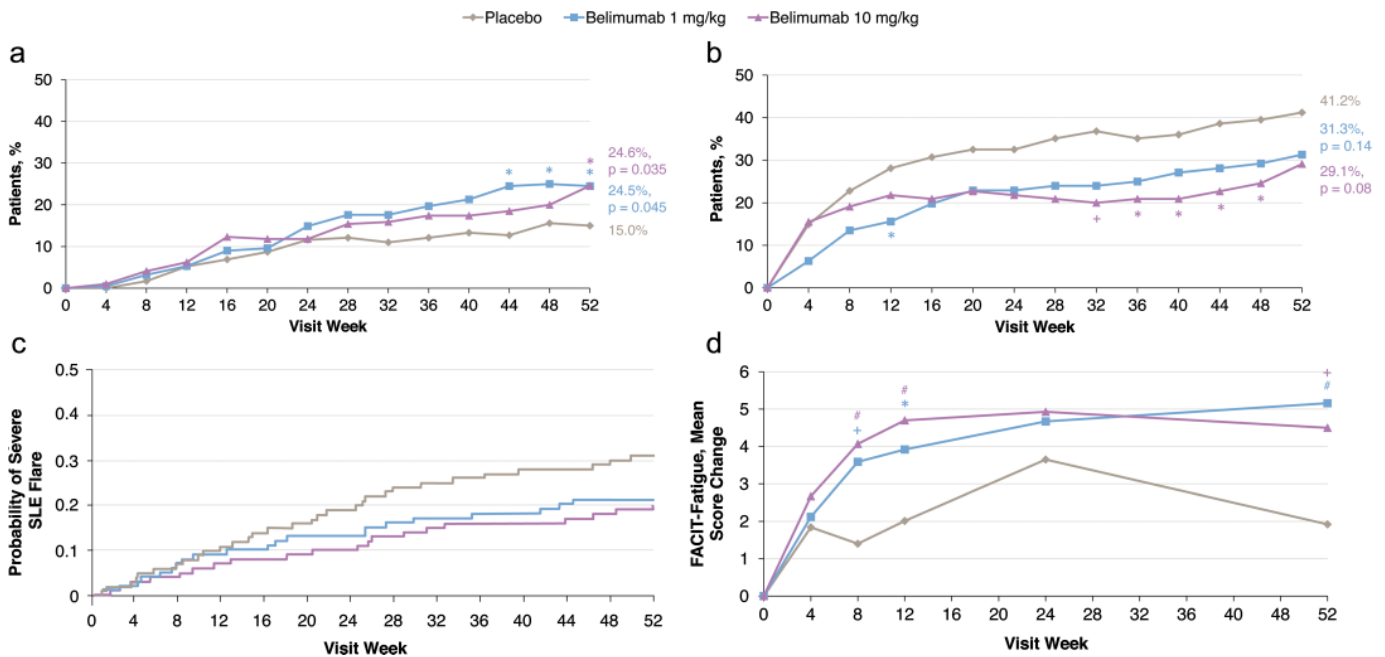 Placebo Belimumab 1 mg/kg Belimumab 10 mg/kg
a
50
40
30
20
10
0
Patients, %
0 4 8 12 16 20 24 28 32 36 40 44 48 52
Visit Week
* * * *
24.6%,
p = 0.035
24.5%,
p = 0.045
15.0%
b
50
40
30
20
10
0
Patients, %
0 4 8 12 16 20 24 28 32 36 40 44 48 52
Visit Week
* + * * * *
41.2%
31.3%,
p = 0.14
29.1%,
p = 0.08
c
0.5
0.4
0.3
0.2
0.1
0
Probability of Severe
SLE Flare
0 4 8 12 16 20 24 28 32 36 40 44 48 52
Visit Week
d
6
5
4
3
2
1
0
FACIT-Fatigue, Mean
Score Change
# # +
+ * #
0 4 8 12 24 32 36 40 44 48 52
Visit Week